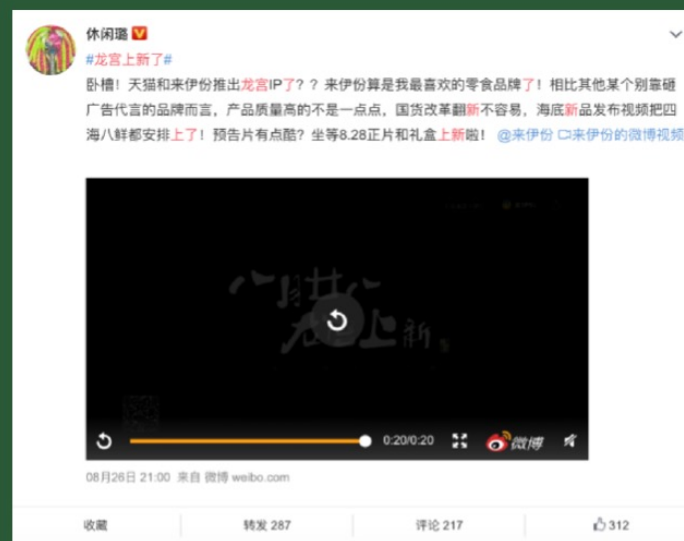 休闲璐
#龙宫上新了#
卧槽！天猫和来伊份推出龙宫IP了？？来伊份算是我最喜欢的零食品牌了！相比其他某个别靠砸
广告代言的品牌而言，产品质量高的不是一点点，国货改革翻新不容易，海底新品发布视频把四
海八鲜都安排上了！预告片有点酷？坐等8.28正片和礼盒上新啦！ @来伊份 来伊份的微博视频
八月廿八
龙宫上新
0:20/0:20
微博
08月26日 21:00 来自 微博 weibo.com
收藏 转发 287 评论 217 312